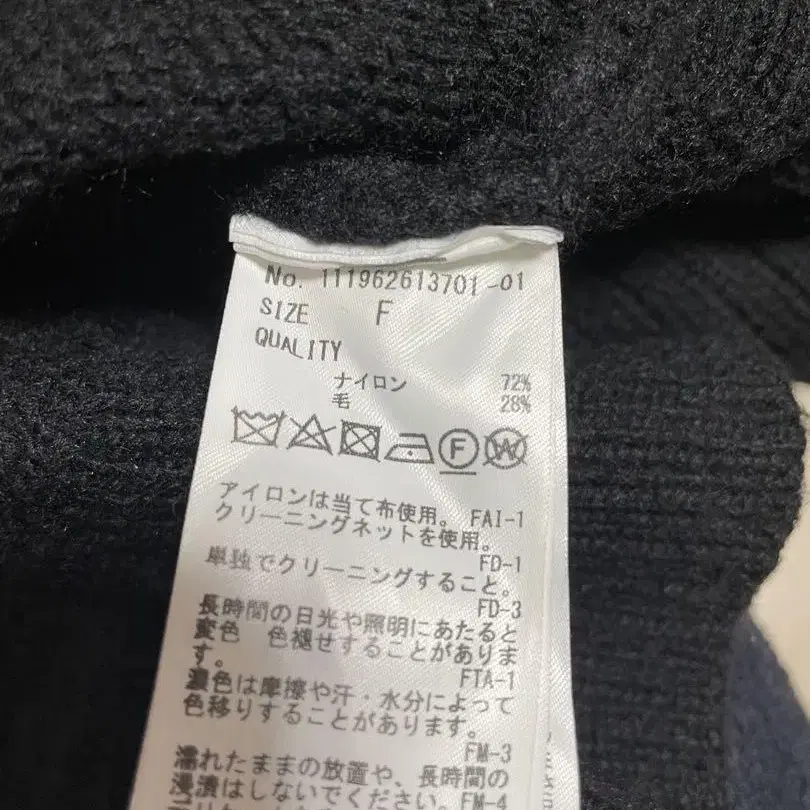 No. 111962613701-01
SIZE F
QUALITY
ナイロン 72%
毛 28%
F W
アイロンは当て布使用。 FAI-1
クリーニングネットを使用。
FD-1
単独でクリーニングすること。
FD-3
長時間の日光や照明にあたると
変色 色褪せすることがありま
す。
FTA-1
濃色は摩擦や汗・水分によって
色移りすることがあります。
FM-3
濡れたままの放置や、長時間の
浸漬はしないでください。 FM-4